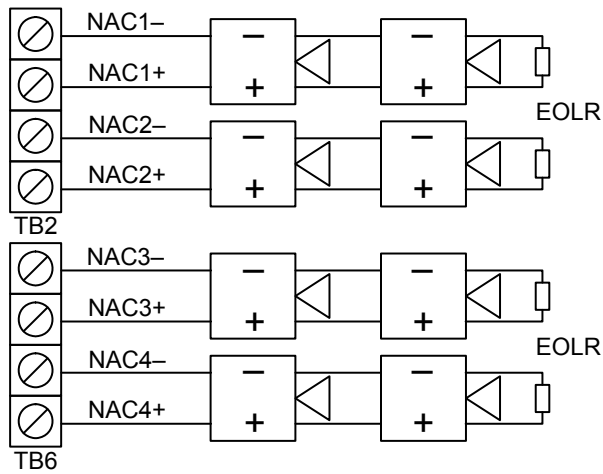 NAC1–
− −
NAC1+
+ +
EOLR
NAC2–
− −
NAC2+
+ +
TB2
NAC3–
− −
NAC3+
+ +
EOLR
NAC4–
− −
NAC4+
+ +
TB6